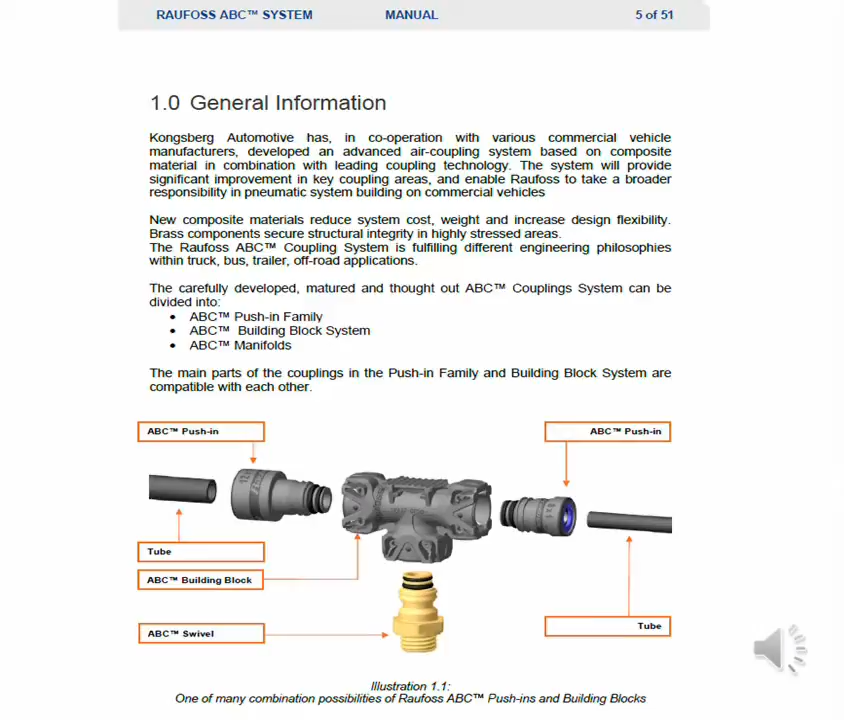 RAUFOSS ABC™ SYSTEM MANUAL 5 of 51
1.0 General Information
Kongsberg Automotive has, in co-operation with various commercial vehicle
manufacturers, developed an advanced air-coupling system based on composite
material in combination with leading coupling technology. The system will provide
significant improvement in key coupling areas, and enable Raufoss to take a broader
responsibility in pneumatic system building on commercial vehicles
New composite materials reduce system cost, weight and increase design flexibility.
Brass components secure structural integrity in highly stressed areas.
The Raufoss ABC™ Coupling System is fulfilling different engineering philosophies
within truck, bus, trailer, off-road applications.
The carefully developed, matured and thought out ABC™ Couplings System can be
divided into:
• ABC™ Push-in Family
• ABC™ Building Block System
• ABC™ Manifolds
The main parts of the couplings in the Push-in Family and Building Block System are
compatible with each other.
ABC™ Push-in
ABC™ Push-in
Tube
ABC™ Building Block
ABC™ Swivel
Tube
Illustration 1.1:
One of many combination possibilities of Raufoss ABC™ Push-ins and Building Blocks